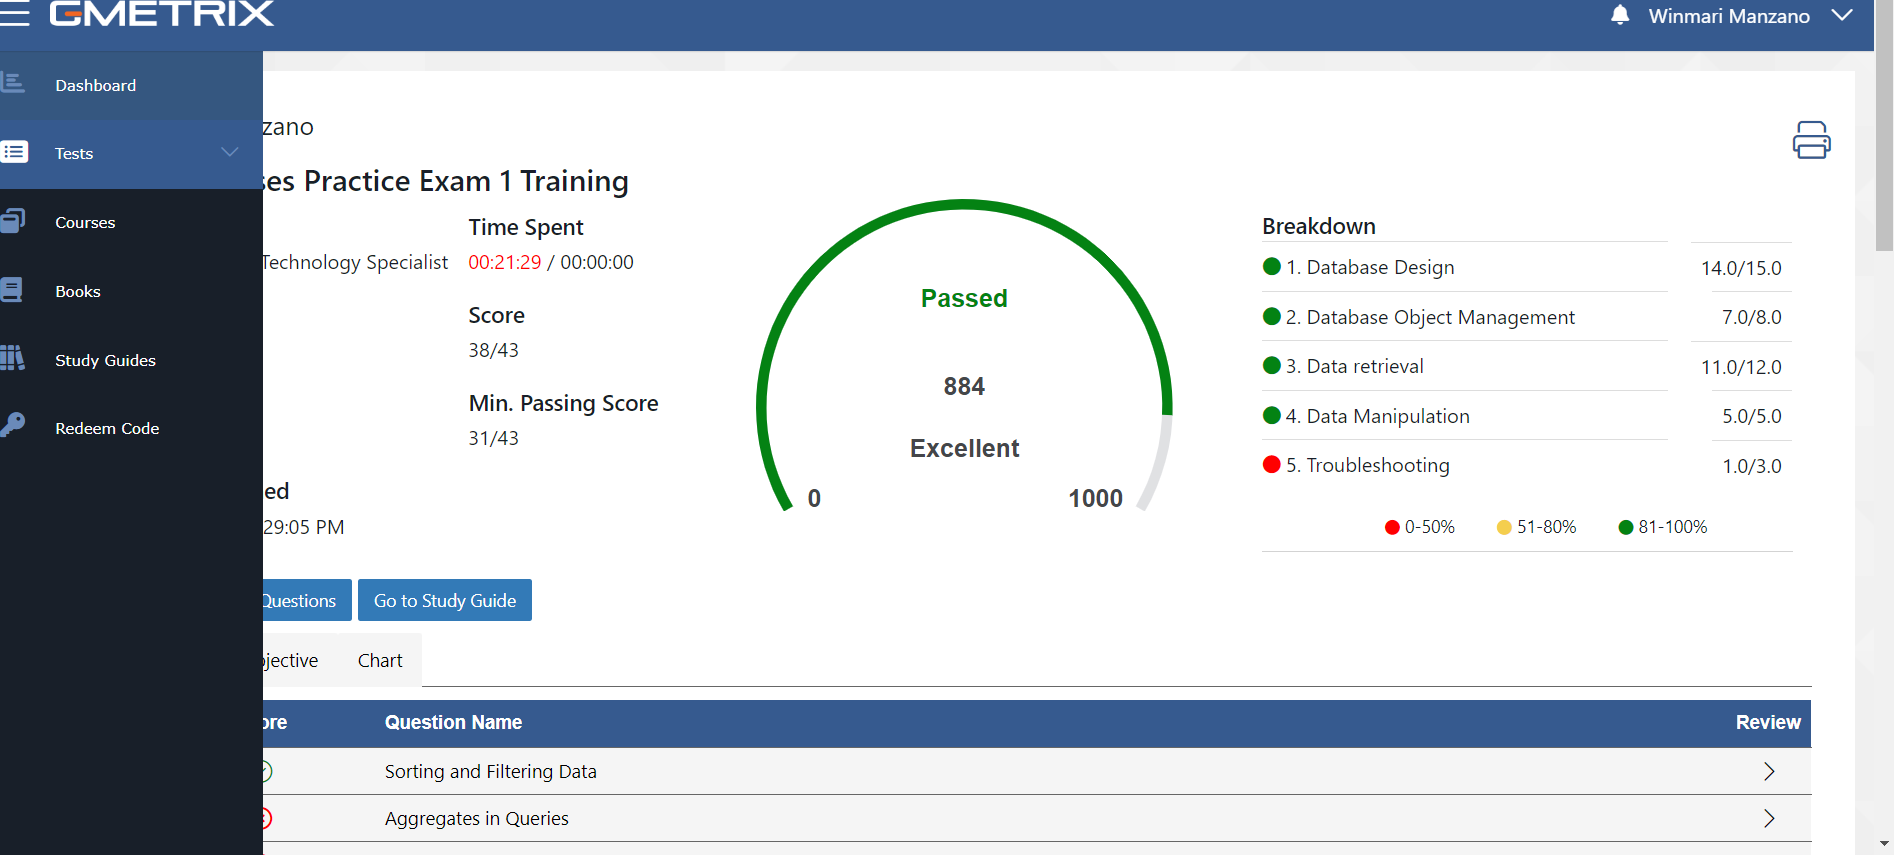 GMETRIX
Winmari Manzano
Dashboard
Tests
Courses
Books
Study Guides
Redeem Code
zano
ses Practice Exam 1 Training
Technology Specialist
Time Spent
00:21:29 / 00:00:00
Score
38/43
Min. Passing Score
31/43
ed
29:05 PM
Passed
884
Excellent
0
1000
Breakdown
1. Database Design 14.0/15.0
2. Database Object Management 7.0/8.0
3. Data retrieval 11.0/12.0
4. Data Manipulation 5.0/5.0
5. Troubleshooting 1.0/3.0
0-50% 51-80% 81-100%
Questions Go to Study Guide
jective Chart
ore Question Name Review
Sorting and Filtering Data
Aggregates in Queries